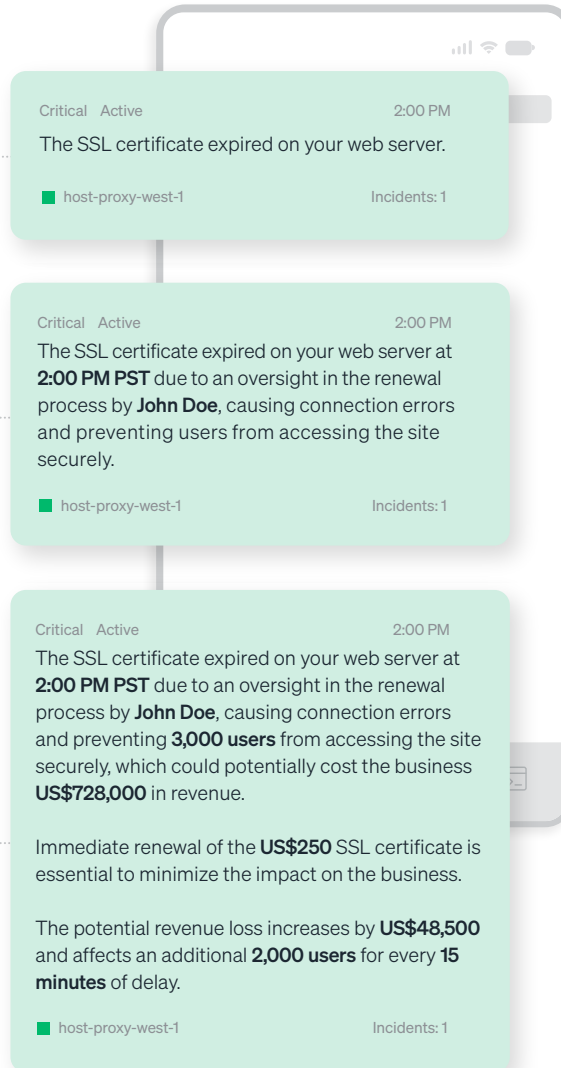 Critical Active 2:00 PM
The SSL certificate expired on your web server.
host-proxy-west-1 Incidents: 1
Critical Active 2:00 PM
The SSL certificate expired on your web server at
2:00 PM PST due to an oversight in the renewal
process by John Doe, causing connection errors
and preventing users from accessing the site
securely.
host-proxy-west-1 Incidents: 1
Critical Active 2:00 PM
The SSL certificate expired on your web server at
2:00 PM PST due to an oversight in the renewal
process by John Doe, causing connection errors
and preventing 3,000 users from accessing the site
securely, which could potentially cost the business
US$728,000 in revenue.
Immediate renewal of the US$250 SSL certificate is
essential to minimize the impact on the business.
The potential revenue loss increases by US$48,500
and affects an additional 2,000 users for every 15
minutes of delay.
host-proxy-west-1 Incidents: 1